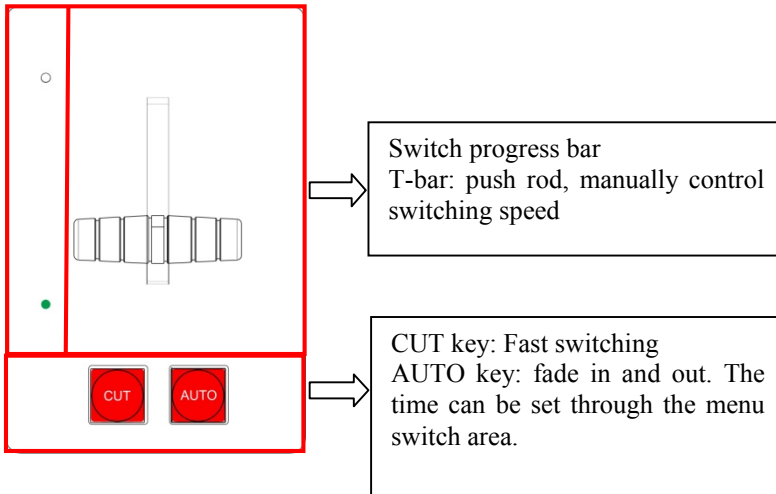 Switch progress bar
T-bar: push rod, manually control
switching speed
CUT key: Fast switching
AUTO key: fade in and out. The
time can be set through the menu
switch area.
CUT AUTO